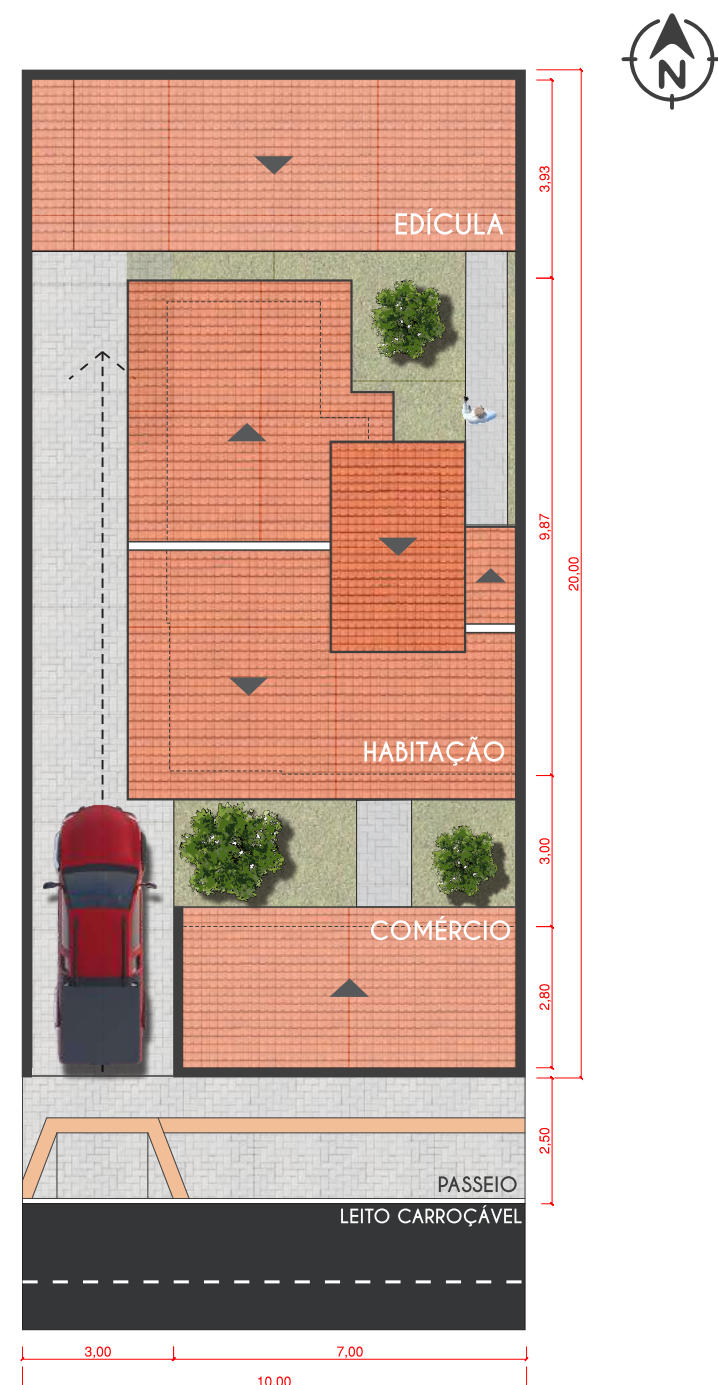 N
3,93
EDÍCULA
9,87
20,00
HABITAÇÃO
3,00
COMÉRCIO
2,80
2,50
PASSEIO
LEITO CARROÇÁVEL
3,00
7,00
10,00